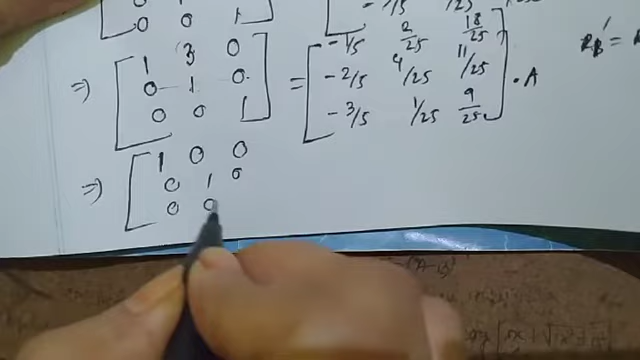 0 0 1
⇒ [ 1 3 0 = [ -1/5 2/25 18/25 ] R₃' =
0 1 0 -2/5 4/25 11/25 . A
0 0 1 ] -3/5 1/25 9/25
⇒ [ 1 0 0
0 1 0
0 0